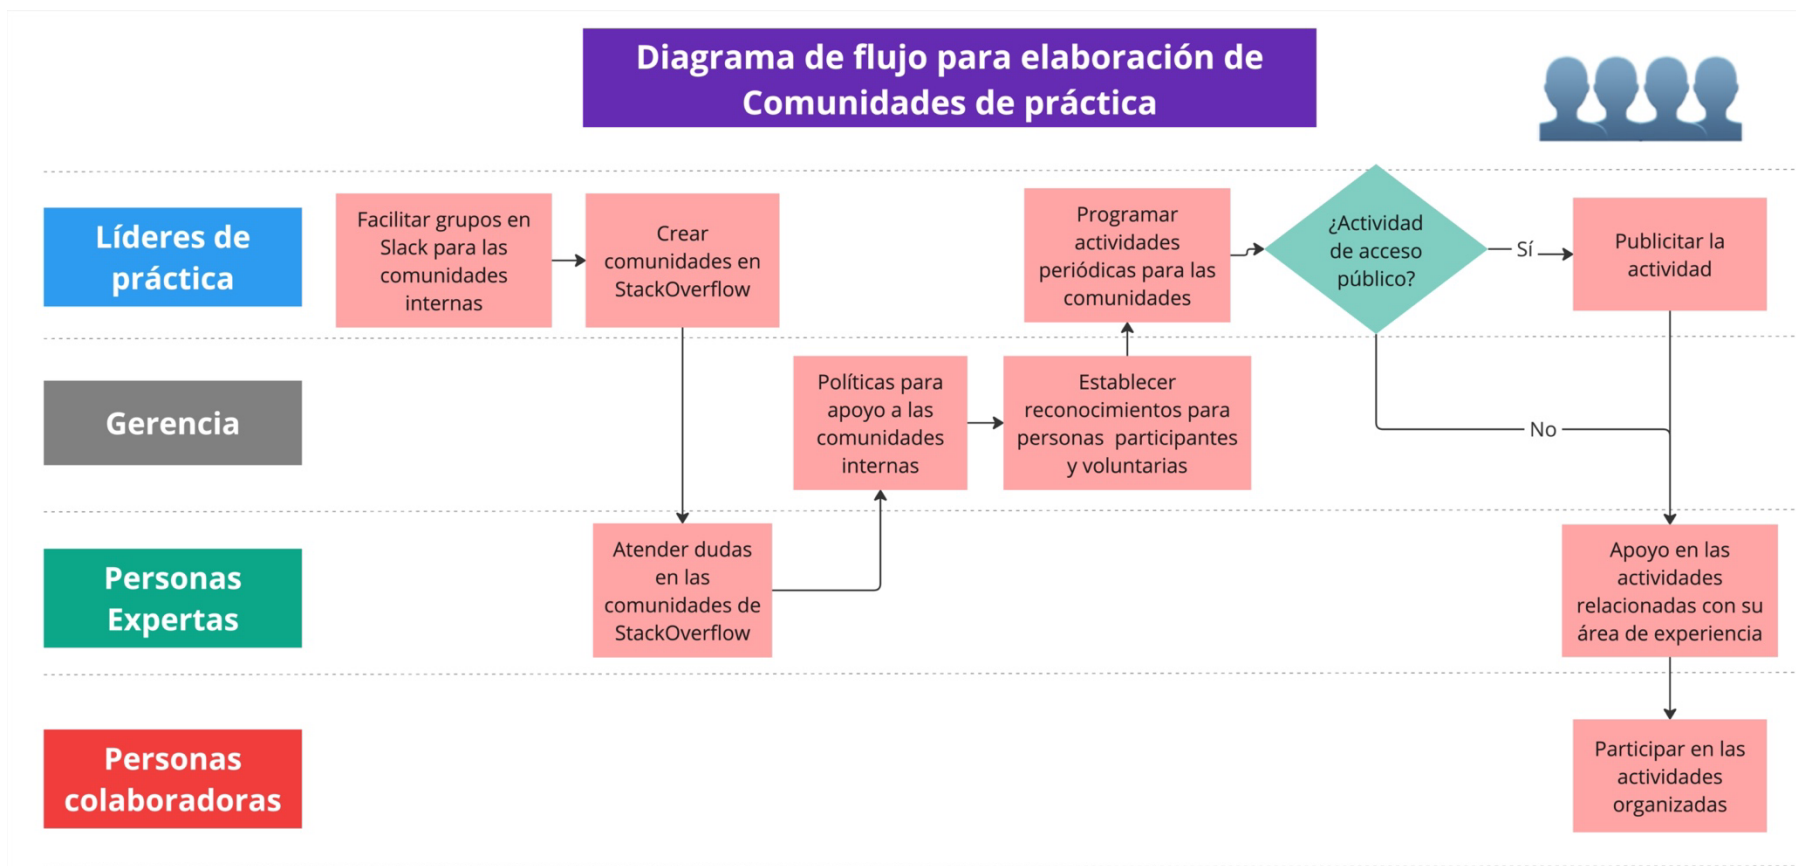 Diagrama de flujo para elaboración de
Comunidades de práctica
Líderes de
práctica
Facilitar grupos en
Slack para las
comunidades
internas
Crear
comunidades en
StackOverflow
Programar
actividades
periódicas para las
comunidades
¿Actividad
de acceso
público?
Sí
Publicitar la
actividad
Gerencia
Políticas para
apoyo a las
comunidades
internas
Establecer
reconocimientos para
personas participantes
y voluntarias
No
Personas
Expertas
Atender dudas
en las
comunidades de
StackOverflow
Apoyo en las
actividades
relacionadas con su
área de experiencia
Personas
colaboradoras
Participar en las
actividades
organizadas